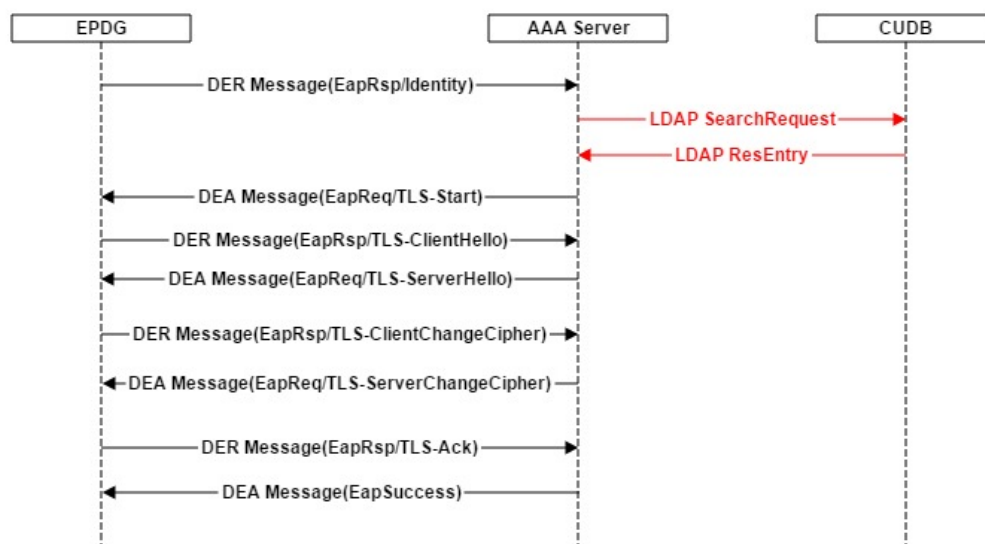 EPDG
AAA Server
CUDB
DER Message(EapRsp/Identity)
LDAP SearchRequest
LDAP ResEntry
DEA Message(EapReq/TLS-Start)
DER Message(EapRsp/TLS-ClientHello)
DEA Message(EapReq/TLS-ServerHello)
DER Message(EapRsp/TLS-ClientChangeCipher)
DEA Message(EapReq/TLS-ServerChangeCipher)
DER Message(EapRsp/TLS-Ack)
DEA Message(EapSuccess)